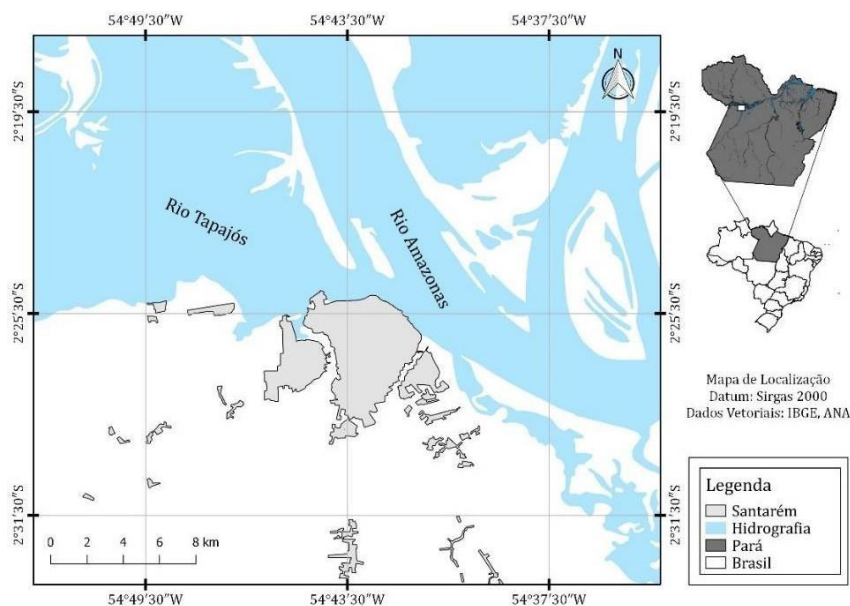 54°49'30"W 54°43'30"W 54°37'30"W
2°19'30"S
2°19'30"S
N
Rio Tapajós
Rio Amazonas
2°25'30"S
2°25'30"S
2°31'30"S
2°31'30"S
0 2 4 6 8 km
54°49'30"W 54°43'30"W 54°37'30"W
Mapa de Localização
Datum: Sirgas 2000
Dados Vetoriais: IBGE, ANA
Legenda
Santarém
Hidrografia
Pará
Brasil